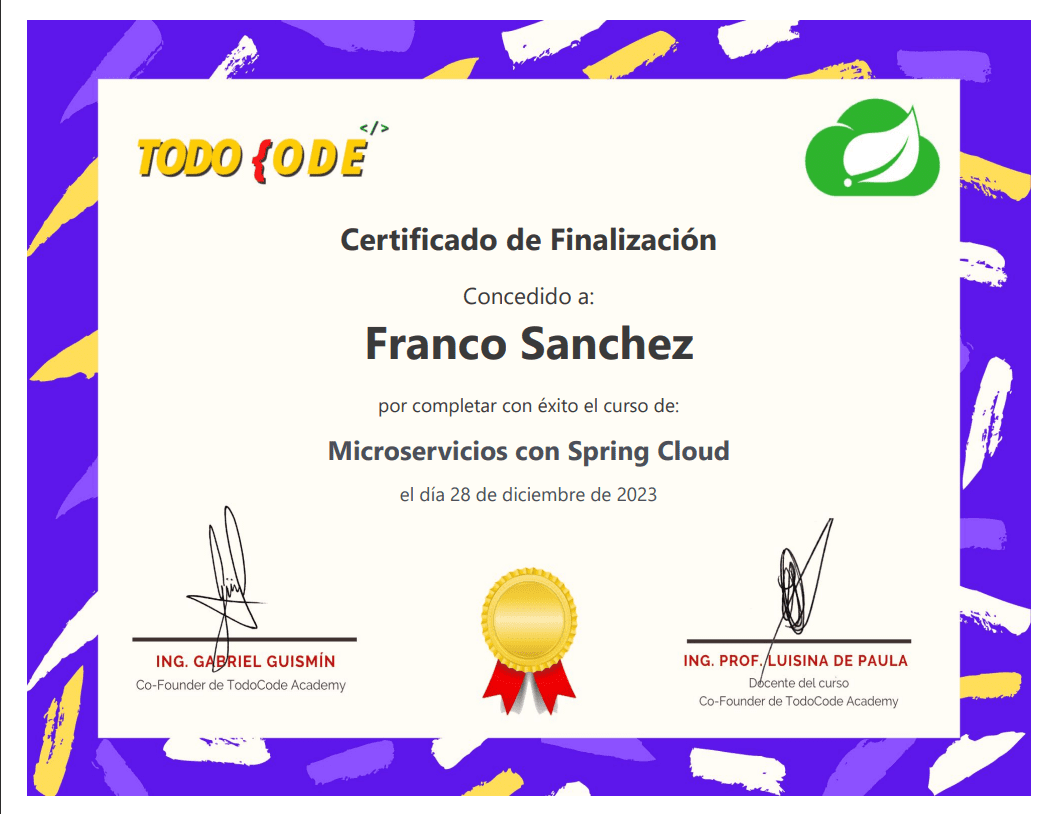 TODO {ODE </>
Certificado de Finalización
Concedido a:
Franco Sanchez
por completar con éxito el curso de:
Microservicios con Spring Cloud
el día 28 de diciembre de 2023
ING. GABRIEL GUISMÍN
Co-Founder de TodoCode Academy
ING. PROF. LUISINA DE PAULA
Docente del curso
Co-Founder de TodoCode Academy